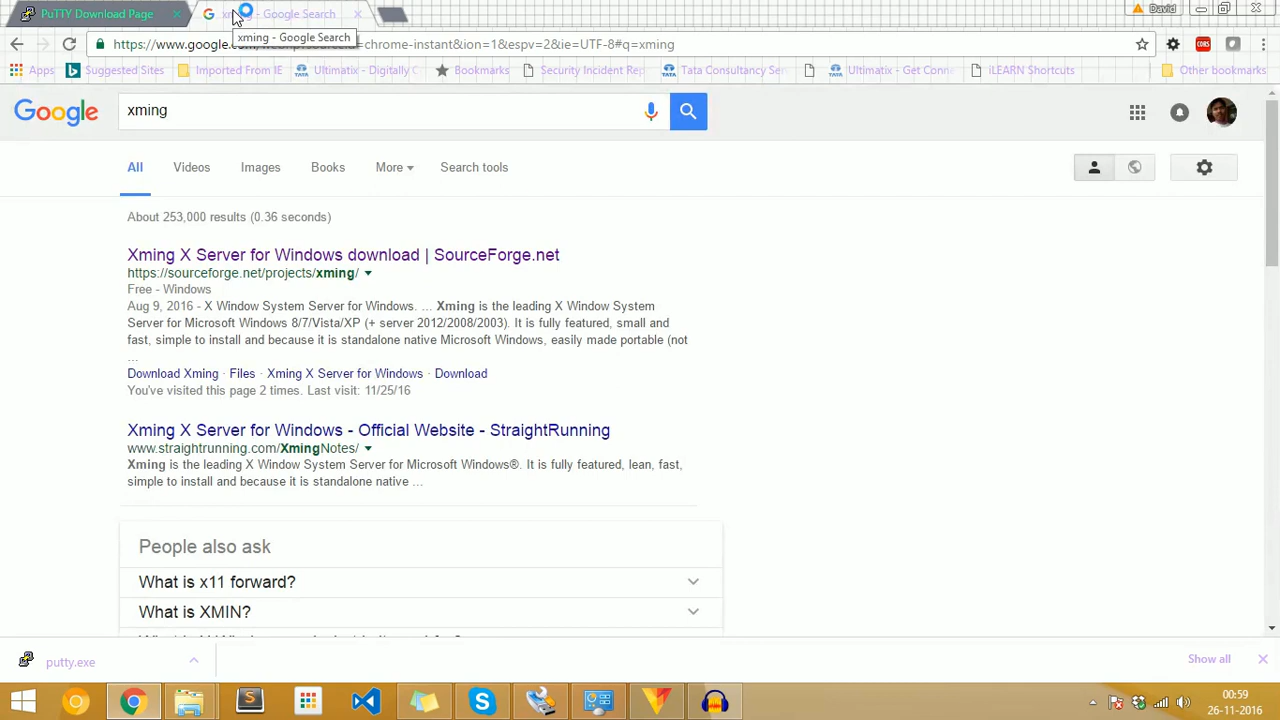 PuTTY Download Page
Google Search
David
xming - Google Search
https://www.google.
chrome-instant&ion=1&espv=2&ie=UTF-8#q=xming
Apps
Suggested Sites
Imported From IE
Ultimatix - Digitally C
Bookmarks
Security Incident Rep
Tata Consultancy Ser
Ultimatix - Get Conne
iLEARN Shortcuts
Other bookmarks
CORS
Google
xming
All
Videos
Images
Books
More
Search tools
About 253,000 results (0.36 seconds)
Xming X Server for Windows download | SourceForge.net
https://sourceforge.net/projects/xming/
Free - Windows
Aug 9, 2016 - X Window System Server for Windows. ... Xming is the leading X Window System
Server for Microsoft Windows 8/7/Vista/XP (+ server 2012/2008/2003). It is fully featured, small and
fast, simple to install and because it is standalone native Microsoft Windows, easily made portable (not
...
Download Xming · Files · Xming X Server for Windows · Download
You've visited this page 2 times. Last visit: 11/25/16
Xming X Server for Windows - Official Website - StraightRunning
www.straightrunning.com/XmingNotes/
Xming is the leading X Window System Server for Microsoft Windows®. It is fully featured, lean, fast,
simple to install and because it is standalone native ...
People also ask
What is x11 forward?
What is XMIN?
putty.exe
Show all
00:59
26-11-2016